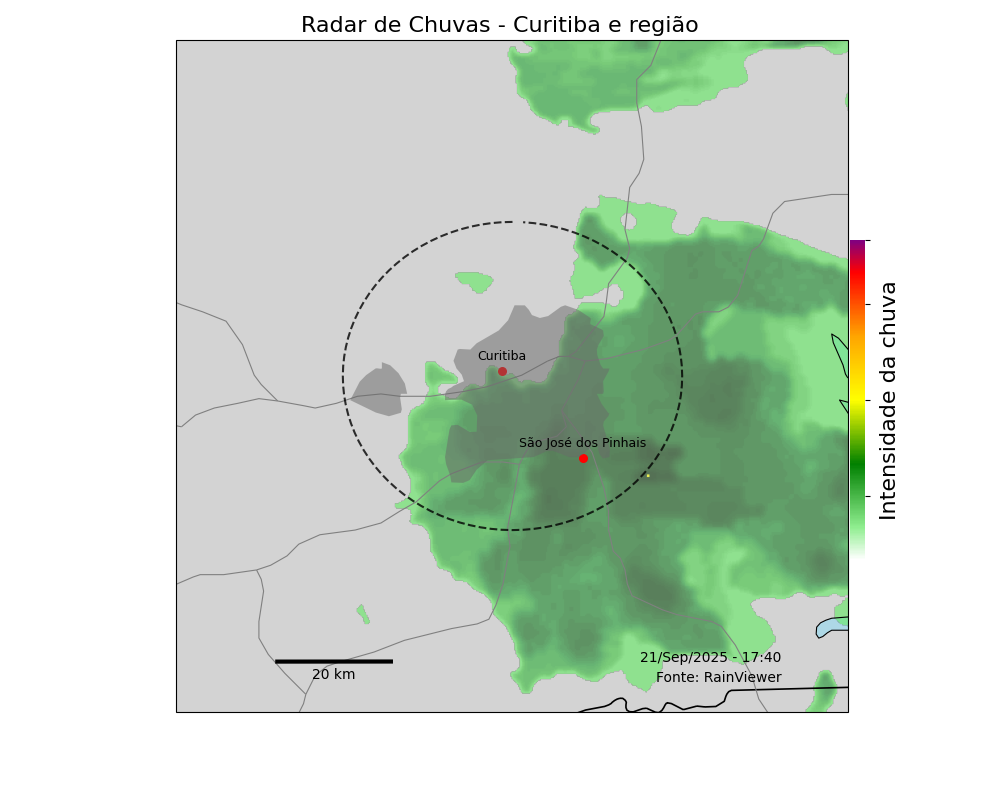 Radar de Chuvas - Curitiba e região
Curitiba
São José dos Pinhais
Intensidade da chuva
21/Sep/2025 - 17:40
Fonte: RainViewer
20 km